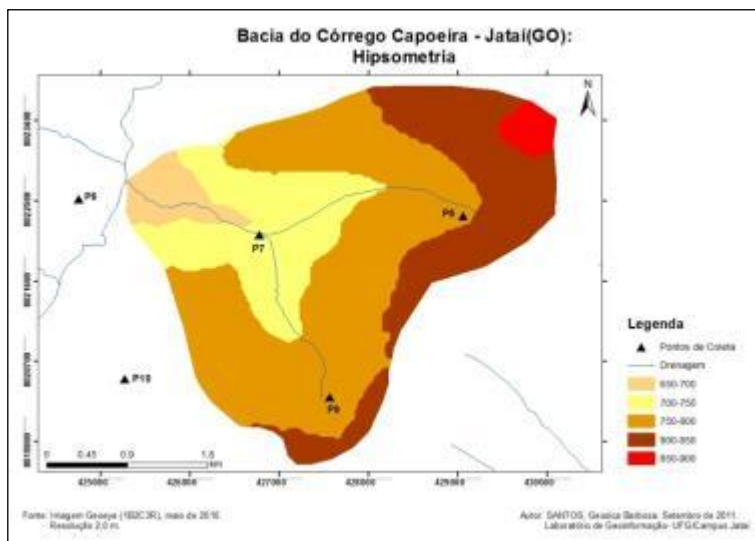 Bacia do Córrego Capoeira - Jataí(GO):
Hipsometria
N
P7
P10
P9
Legenda
Pontos de Coleta
Drenagem
650-700
700-750
750-800
800-850
850-900
0 0.45 0.9 1.8
km
425000 426000 427000 428000 429000 430000
Fonte: Imagem Geoeye (1B2C3R), maio de 2010.
Resolução 2,0 m.
Autor: SANTOS, Gessica Barbosa. Setembro de 2011.
Laboratório de Geoinformação- UFG/Campus Jataí